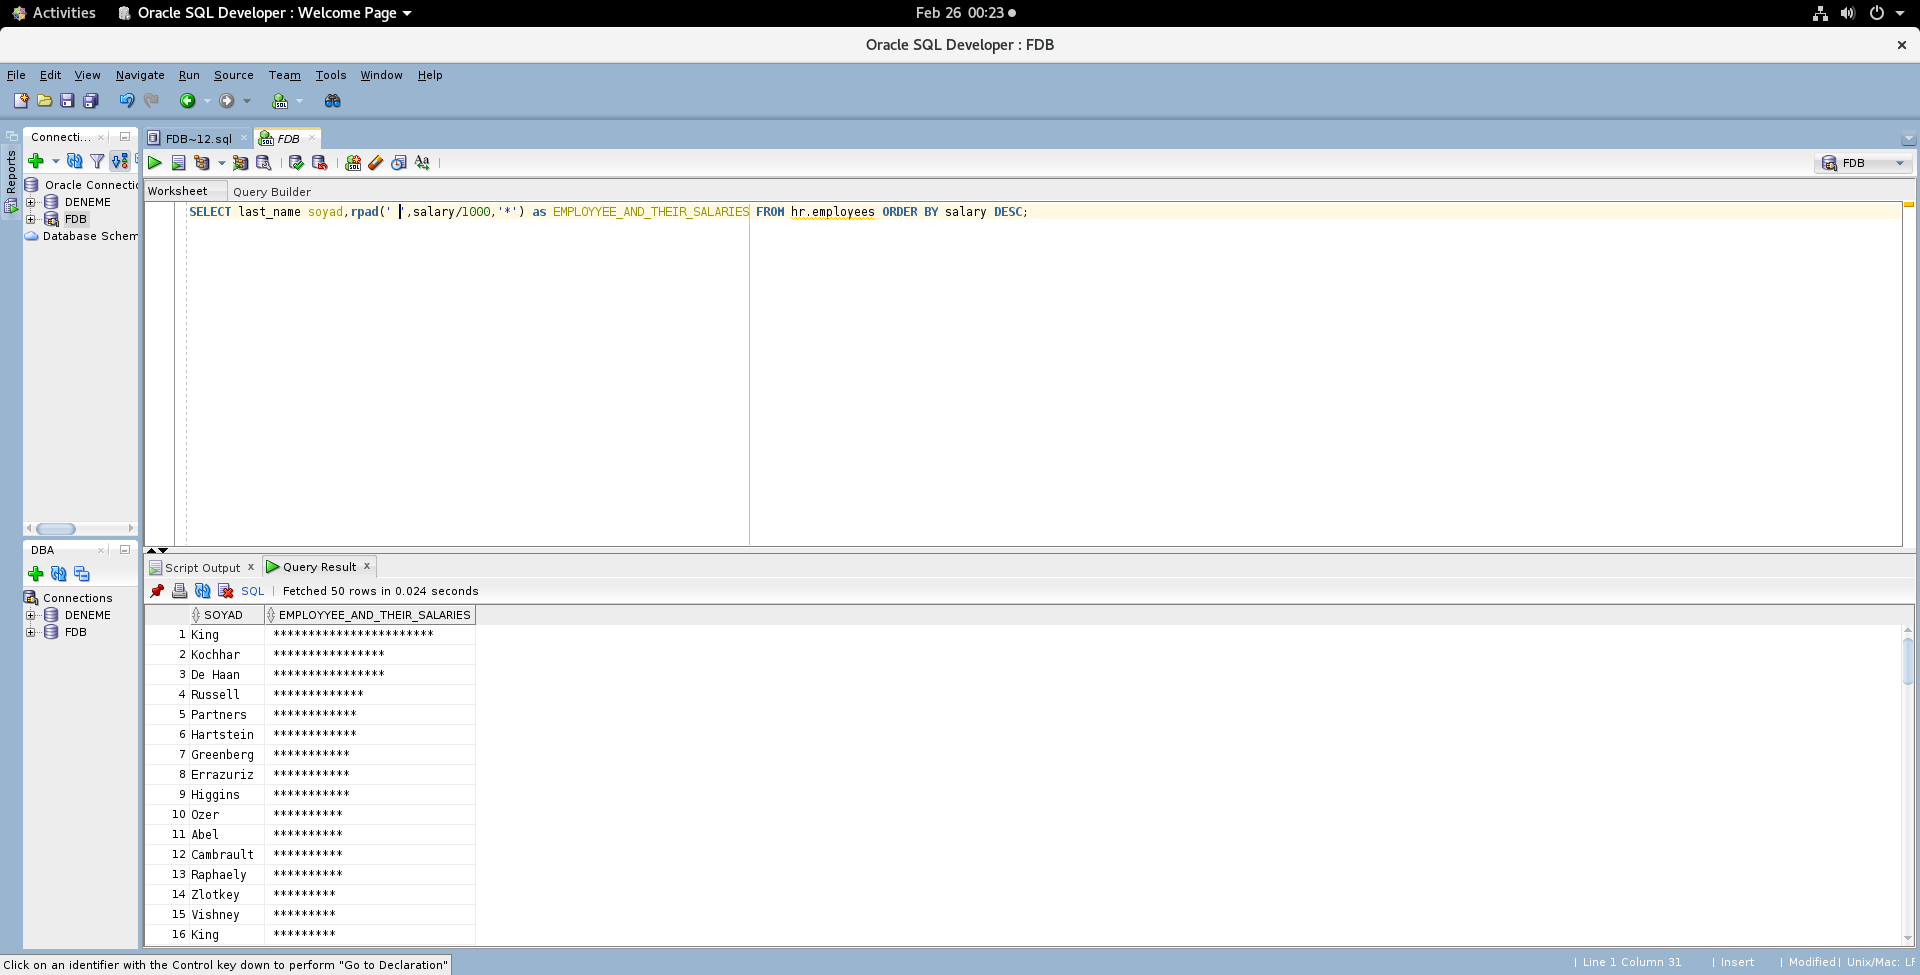 Activities Oracle SQL Developer : Welcome Page Feb 26 00:23
Oracle SQL Developer : FDB
File Edit View Navigate Run Source Team Tools Window Help
Connecti...
FDB~12.sql
FDB
Reports
FDB
Worksheet Query Builder
Oracle Connectio
DENEME
FDB
Database Schem
SELECT last_name soyad,rpad(' ',salary/1000,'*') as EMPLOYYEE_AND_THEIR_SALARIES FROM hr.employees ORDER BY salary DESC;
DBA
Connections
DENEME
FDB
Script Output x Query Result x
SQL | Fetched 50 rows in 0.024 seconds
SOYAD EMPLOYYEE_AND_THEIR_SALARIES
1 King ***********************
2 Kochhar ****************
3 De Haan ****************
4 Russell *************
5 Partners ************
6 Hartstein ************
7 Greenberg ***********
8 Errazuriz ***********
9 Higgins ***********
10 Ozer **********
11 Abel **********
12 Cambrault **********
13 Raphaely **********
14 Zlotkey *********
15 Vishney *********
16 King *********
Click on an identifier with the Control key down to perform "Go to Declaration"
| Line 1 Column 31 | Insert | Modified | Unix/Mac: LF